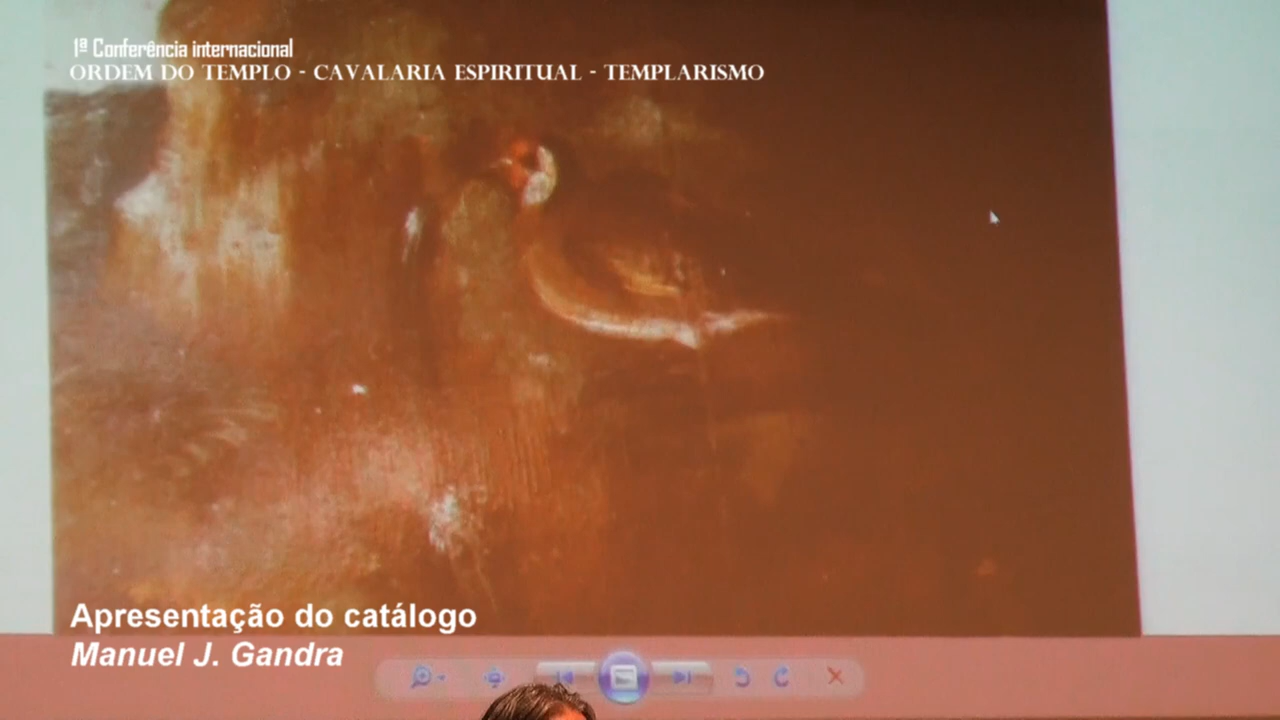 1ª Conferência internacional
ORDEM DO TEMPLO - CAVALARIA ESPIRITUAL - TEMPLARISMO
Apresentação do catálogo
Manuel J. Gandra